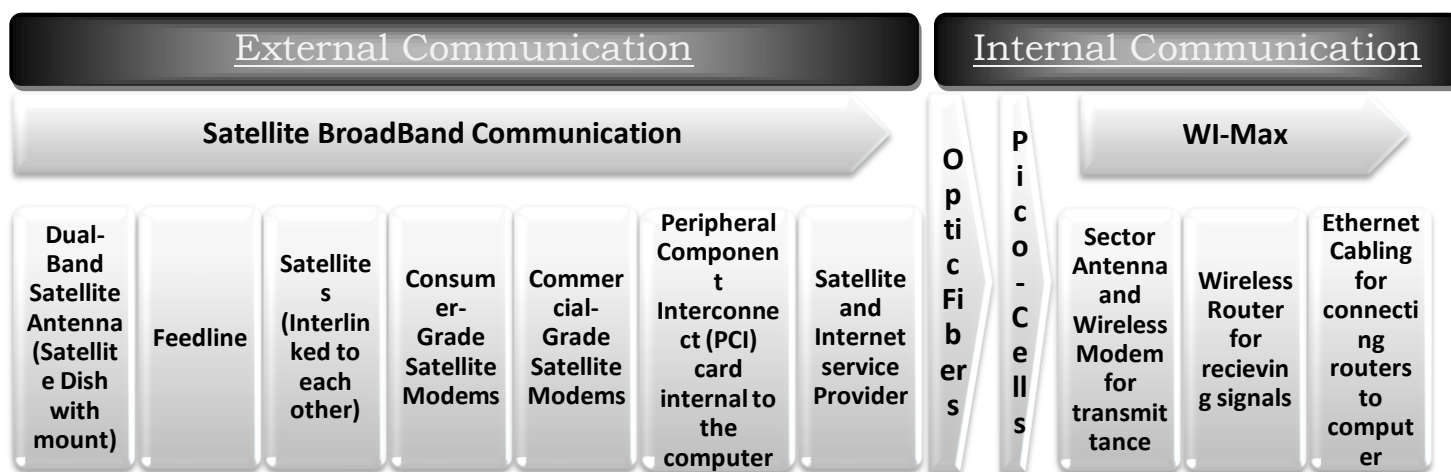 External Communication
Internal Communication
Satellite BroadBand Communication
O
p
ti
c
Fi
b
er
s
P
i
c
o
-
C
e
ll
s
WI-Max
Dual-
Band
Satellite
Antenna
(Satellit
e Dish
with
mount)
Feedline
Satellite
s
(Interlin
ked to
each
other)
Consum
er-
Grade
Satellite
Modems
Commer
cial-
Grade
Satellite
Modems
Peripheral
Componen
t
Interconne
ct (PCI)
card
internal to
the
computer
Satellite
and
Internet
service
Provider
Sector
Antenna
and
Wireless
Modem
for
transmit
tance
Wireless
Router
for
recievin
g signals
Ethernet
Cabling
for
connecti
ng
routers
to
comput
er